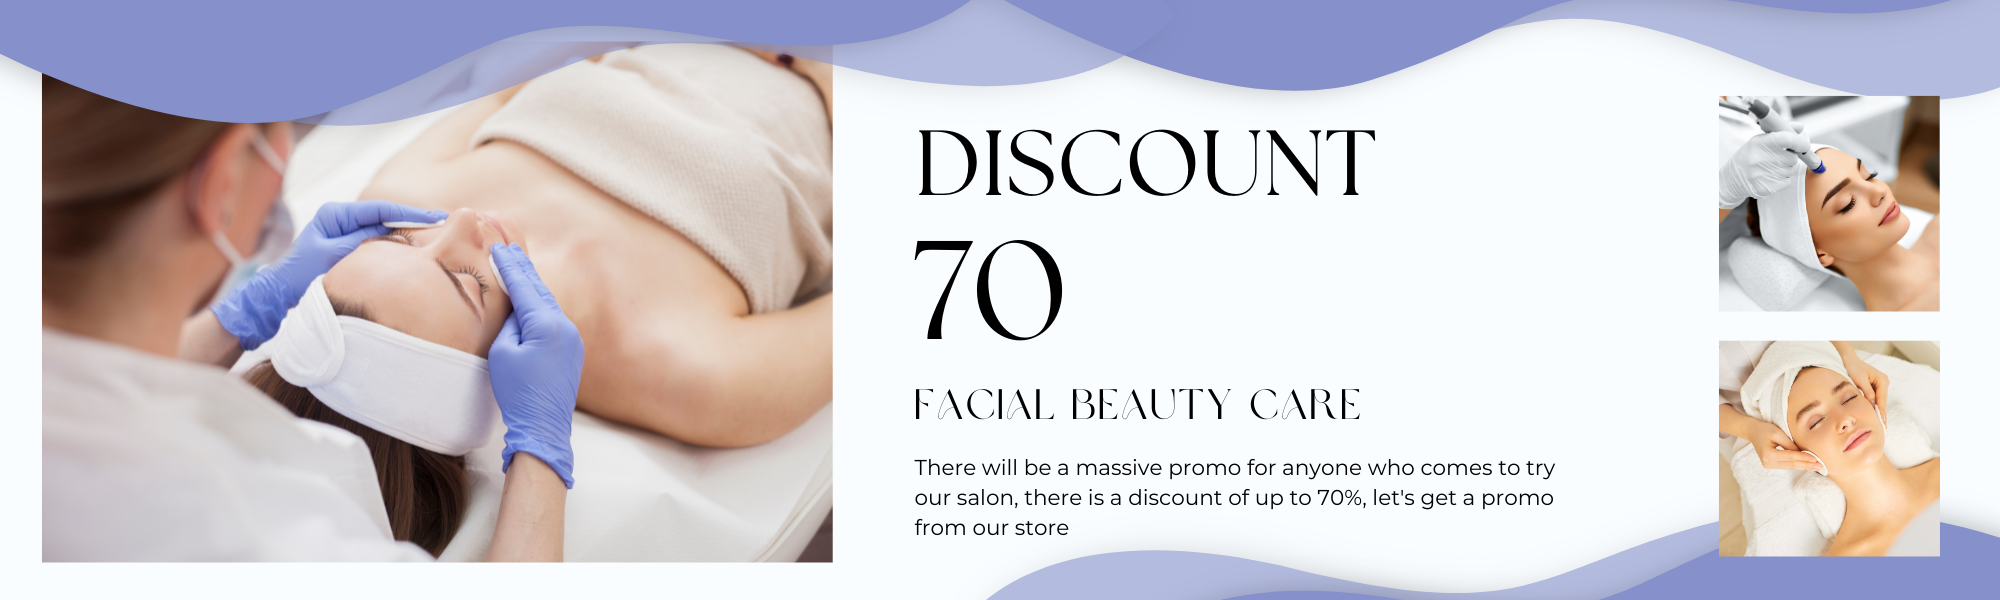 DISCOUNT
70
FACIAL BEAUTY CARE
There will be a massive promo for anyone who comes to try
our salon, there is a discount of up to 70%, let's get a promo
from our store